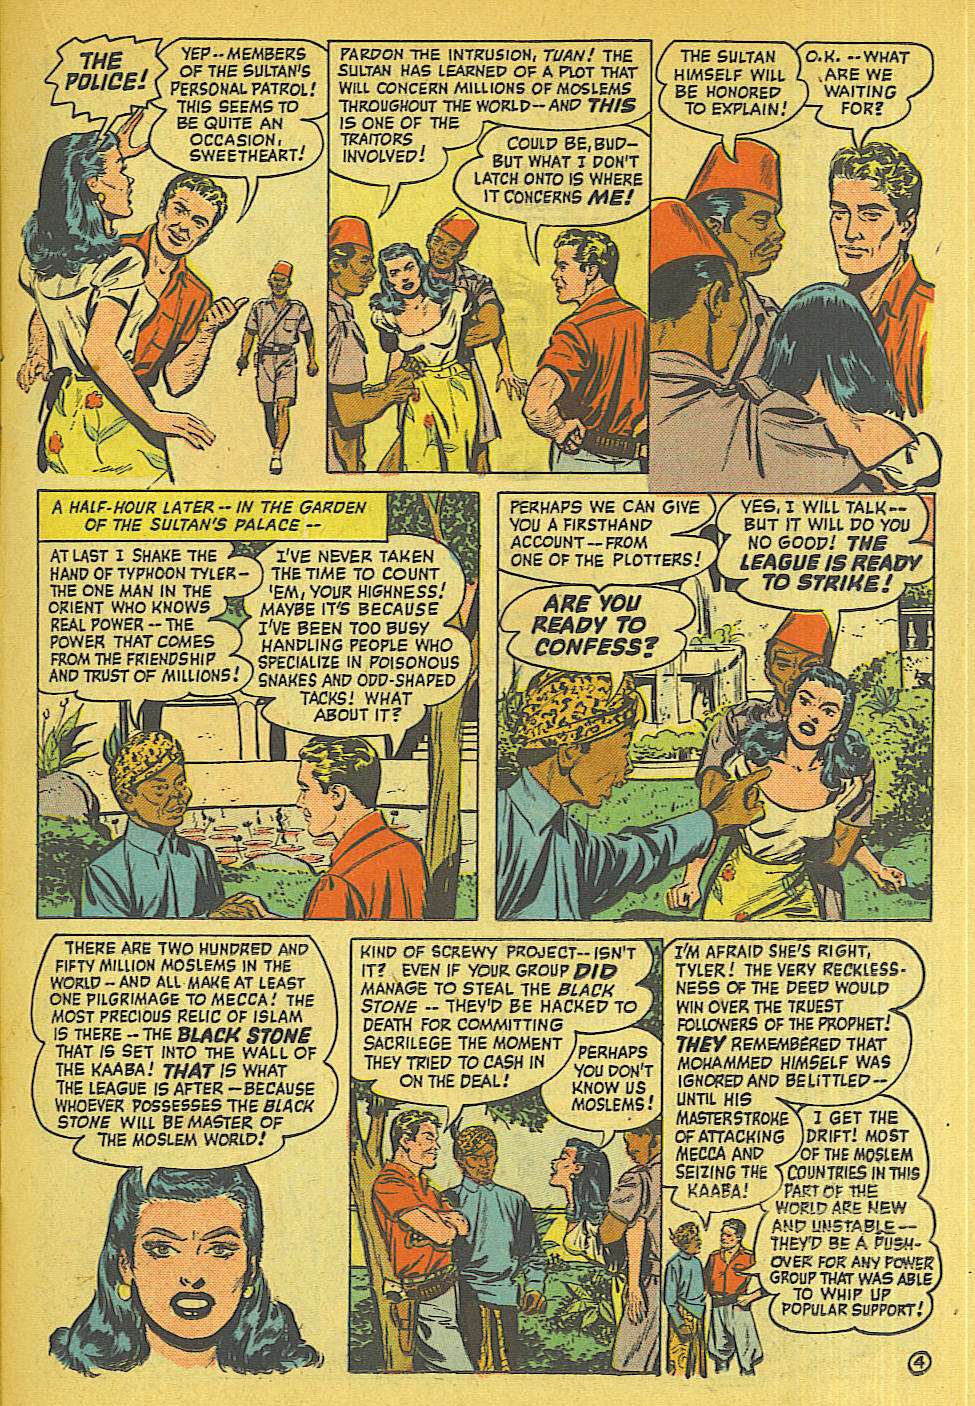 THE
POLICE!
YEP--MEMBERS
OF THE SULTAN'S
PERSONAL PATROL!
THIS SEEMS TO
BE QUITE AN
OCCASION,
SWEETHEART!
PARDON THE INTRUSION, TUAN! THE
SULTAN HAS LEARNED OF A PLOT THAT
WILL CONCERN MILLIONS OF MOSLEMS
THROUGHOUT THE WORLD--AND THIS
IS ONE OF THE
TRAITORS
INVOLVED!
COULD BE, BUD--
BUT WHAT I DON'T
LATCH ONTO IS WHERE
IT CONCERNS ME!
THE SULTAN
HIMSELF WILL
BE HONORED
TO EXPLAIN!
O.K.--WHAT
ARE WE
WAITING
FOR?
A HALF-HOUR LATER--IN THE GARDEN
OF THE SULTAN'S PALACE--
AT LAST I SHAKE THE
HAND OF TYPHOON TYLER--
THE ONE MAN IN THE
ORIENT WHO KNOWS
REAL POWER--THE
POWER THAT COMES
FROM THE FRIENDSHIP
AND TRUST OF MILLIONS!
I'VE NEVER TAKEN
THE TIME TO COUNT
'EM, YOUR HIGHNESS!
MAYBE IT'S BECAUSE
I'VE BEEN TOO BUSY
HANDLING PEOPLE WHO
SPECIALIZE IN POISONOUS
SNAKES AND ODD-SHAPED
TACKS! WHAT
ABOUT IT?
PERHAPS WE CAN GIVE
YOU A FIRSTHAND
ACCOUNT--FROM
ONE OF THE PLOTTERS!
ARE YOU
READY TO
CONFESS?
YES, I WILL TALK--
BUT IT WILL DO YOU
NO GOOD! THE
LEAGUE IS READY
TO STRIKE!
THERE ARE TWO HUNDRED AND
FIFTY MILLION MOSLEMS IN THE
WORLD--AND ALL MAKE AT LEAST
ONE PILGRIMAGE TO MECCA! THE
MOST PRECIOUS RELIC OF ISLAM
IS THERE--THE BLACK STONE
THAT IS SET INTO THE WALL OF
THE KAABA! THAT IS WHAT
THE LEAGUE IS AFTER--BECAUSE
WHOEVER POSSESSES THE BLACK
STONE WILL BE MASTER OF
THE MOSLEM WORLD!
KIND OF SCREWY PROJECT--ISN'T
IT? EVEN IF YOUR GROUP DID
MANAGE TO STEAL THE BLACK
STONE--THEY'D BE HACKED TO
DEATH FOR COMMITTING
SACRILEGE THE MOMENT
THEY TRIED TO CASH IN
ON THE DEAL!
PERHAPS
YOU DON'T
KNOW US
MOSLEMS!
I'M AFRAID SHE'S RIGHT,
TYLER! THE VERY RECKLESS-
NESS OF THE DEED WOULD
WIN OVER THE TRUEST
FOLLOWERS OF THE PROPHET!
THEY REMEMBERED THAT
MOHAMMED HIMSELF WAS
IGNORED AND BELITTLED--
UNTIL HIS
MASTERSTROKE
OF ATTACKING
MECCA AND
SEIZING THE
KAABA!
I GET THE
DRIFT! MOST
OF THE MOSLEM
COUNTRIES IN THIS
PART OF THE
WORLD ARE NEW
AND UNSTABLE--
THEY'D BE A PUSH-
OVER FOR ANY POWER
GROUP THAT WAS ABLE
TO WHIP UP
POPULAR SUPPORT!
4